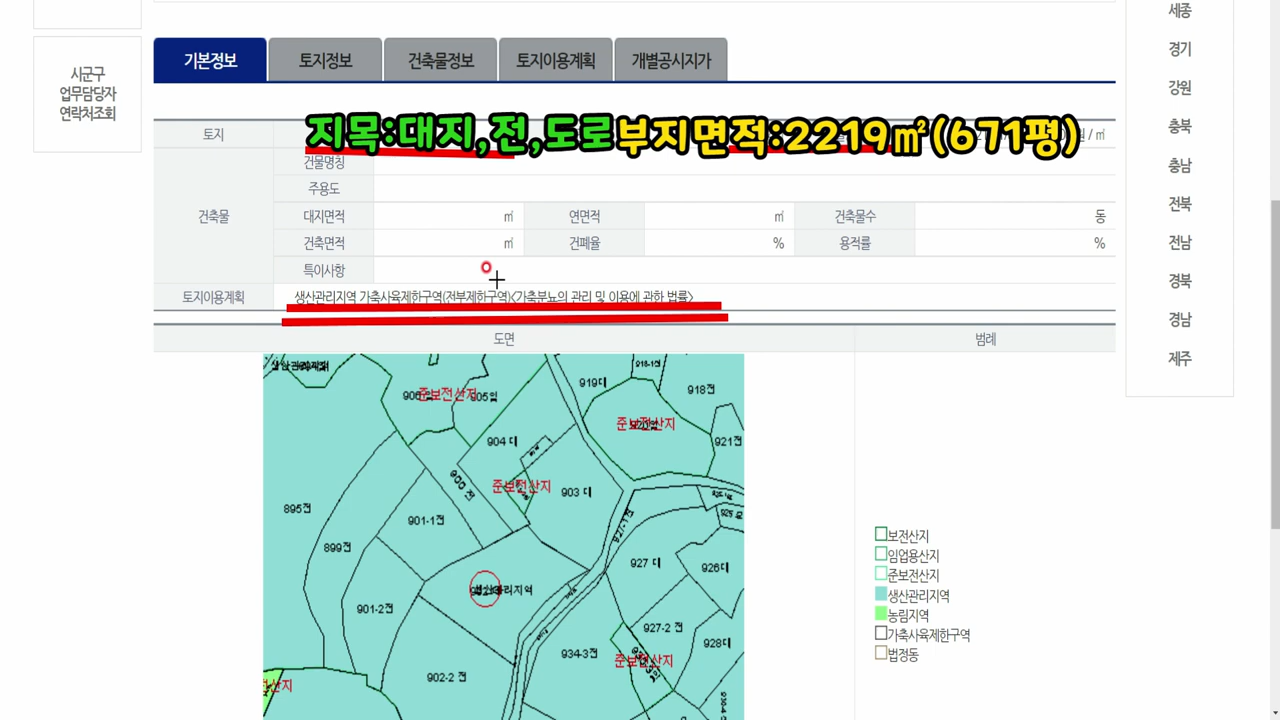 시군구
업무담당자
연락처조회
기본정보
토지정보
건축물정보
토지이용계획
개별공시지가
지목:대지,전,도로
부지면적:2219㎡(671평)
토지
원 / ㎡
건축물
건물명칭
주용도
대지면적 ㎡ 연면적 ㎡ 건축물수 동
건축면적 ㎡ 건폐율 % 용적률 %
특이사항
토지이용계획 생산관리지역 가축사육제한구역(전부제한구역)<가축분뇨의 관리 및 이용에 관한 법률>
도면 범례
919대
918-1전
918전
준보전산지
905임
904 대
준보전산지
921전
900 전
준보전산지
903 대
895전
901-1전
899전
927 대
926대
901-2전
927-2 전
928대
934-3전
준보전산지
902-2 전
보전산지
임업용산지
준보전산지
생산관리지역
농림지역
가축사육제한구역
법정동
세종
경기
강원
충북
충남
전북
전남
경북
경남
제주